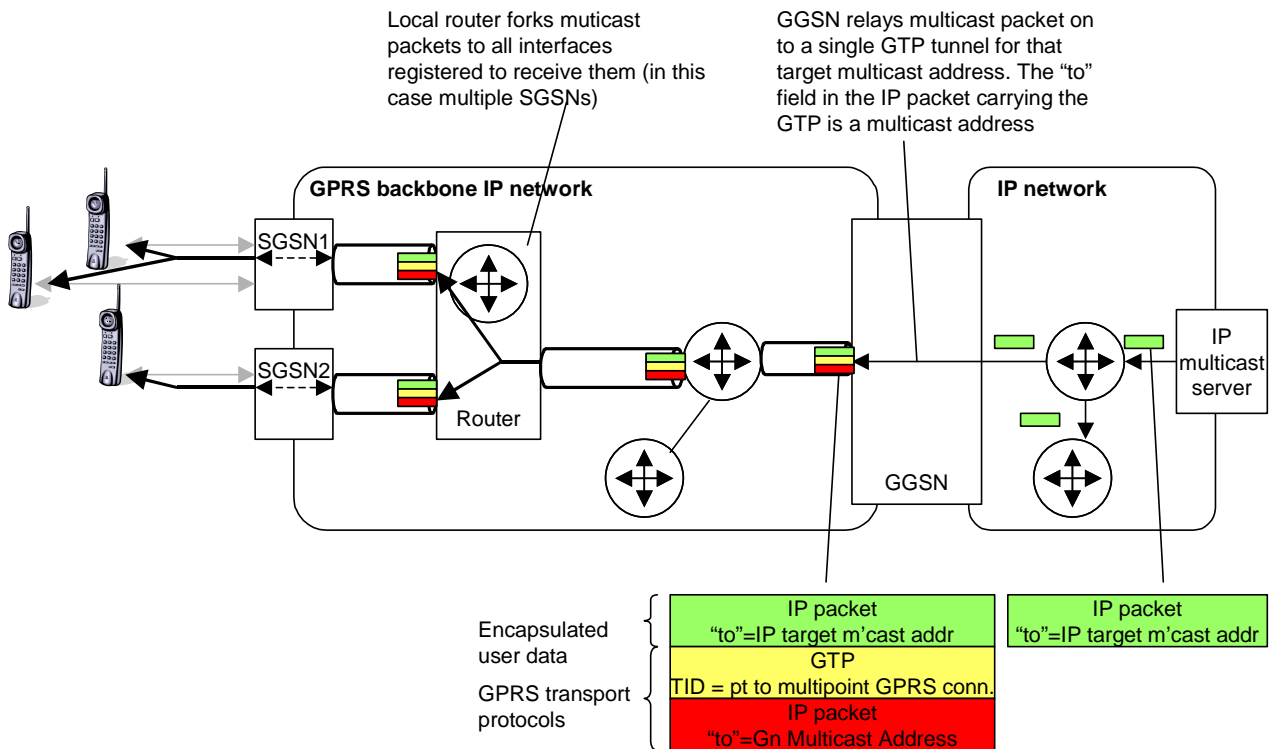 Local router forks muticast
packets to all interfaces
registered to receive them (in this
case multiple SGSNs)
GGSN relays multicast packet on
to a single GTP tunnel for that
target multicast address. The “to”
field in the IP packet carrying the
GTP is a multicast address
GPRS backbone IP network
IP network
SGSN1
SGSN2
Router
GGSN
IP
multicast
server
Encapsulated
user data
GPRS transport
protocols
IP packet
“to”=IP target m’cast addr
GTP
TID = pt to multipoint GPRS conn.
IP packet
“to”=Gn Multicast Address
IP packet
“to”=IP target m’cast addr